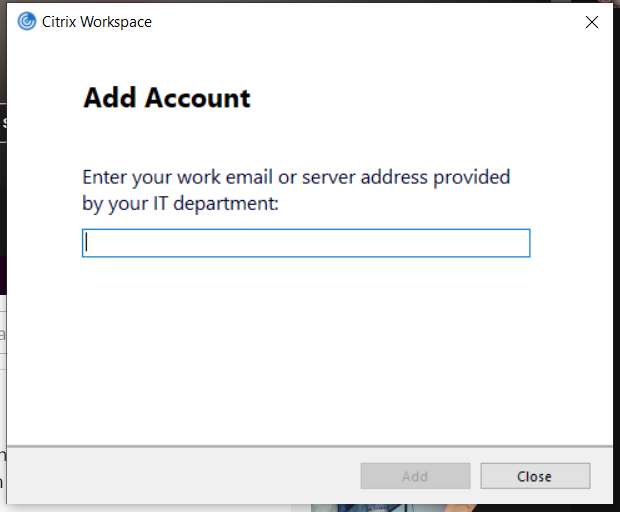 Citrix Workspace
Add Account
Enter your work email or server address provided
by your IT department:
Add
Close